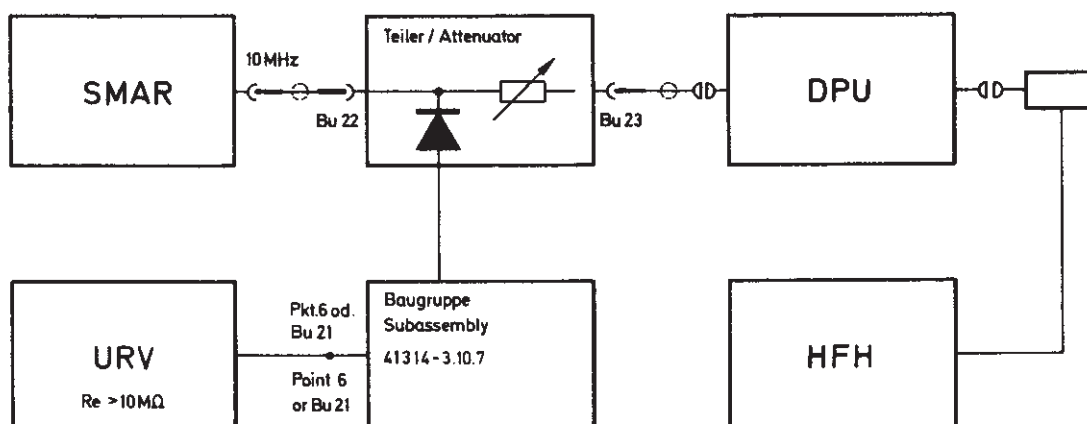 SMAR
10 MHz
Bu 22
Teiler / Attenuator
Bu 23
DPU
URV
Re >10MΩ
Pkt.6 od.
Bu 21
Point 6
or Bu 21
Baugruppe
Subassembly
41314-3.10.7
HFH